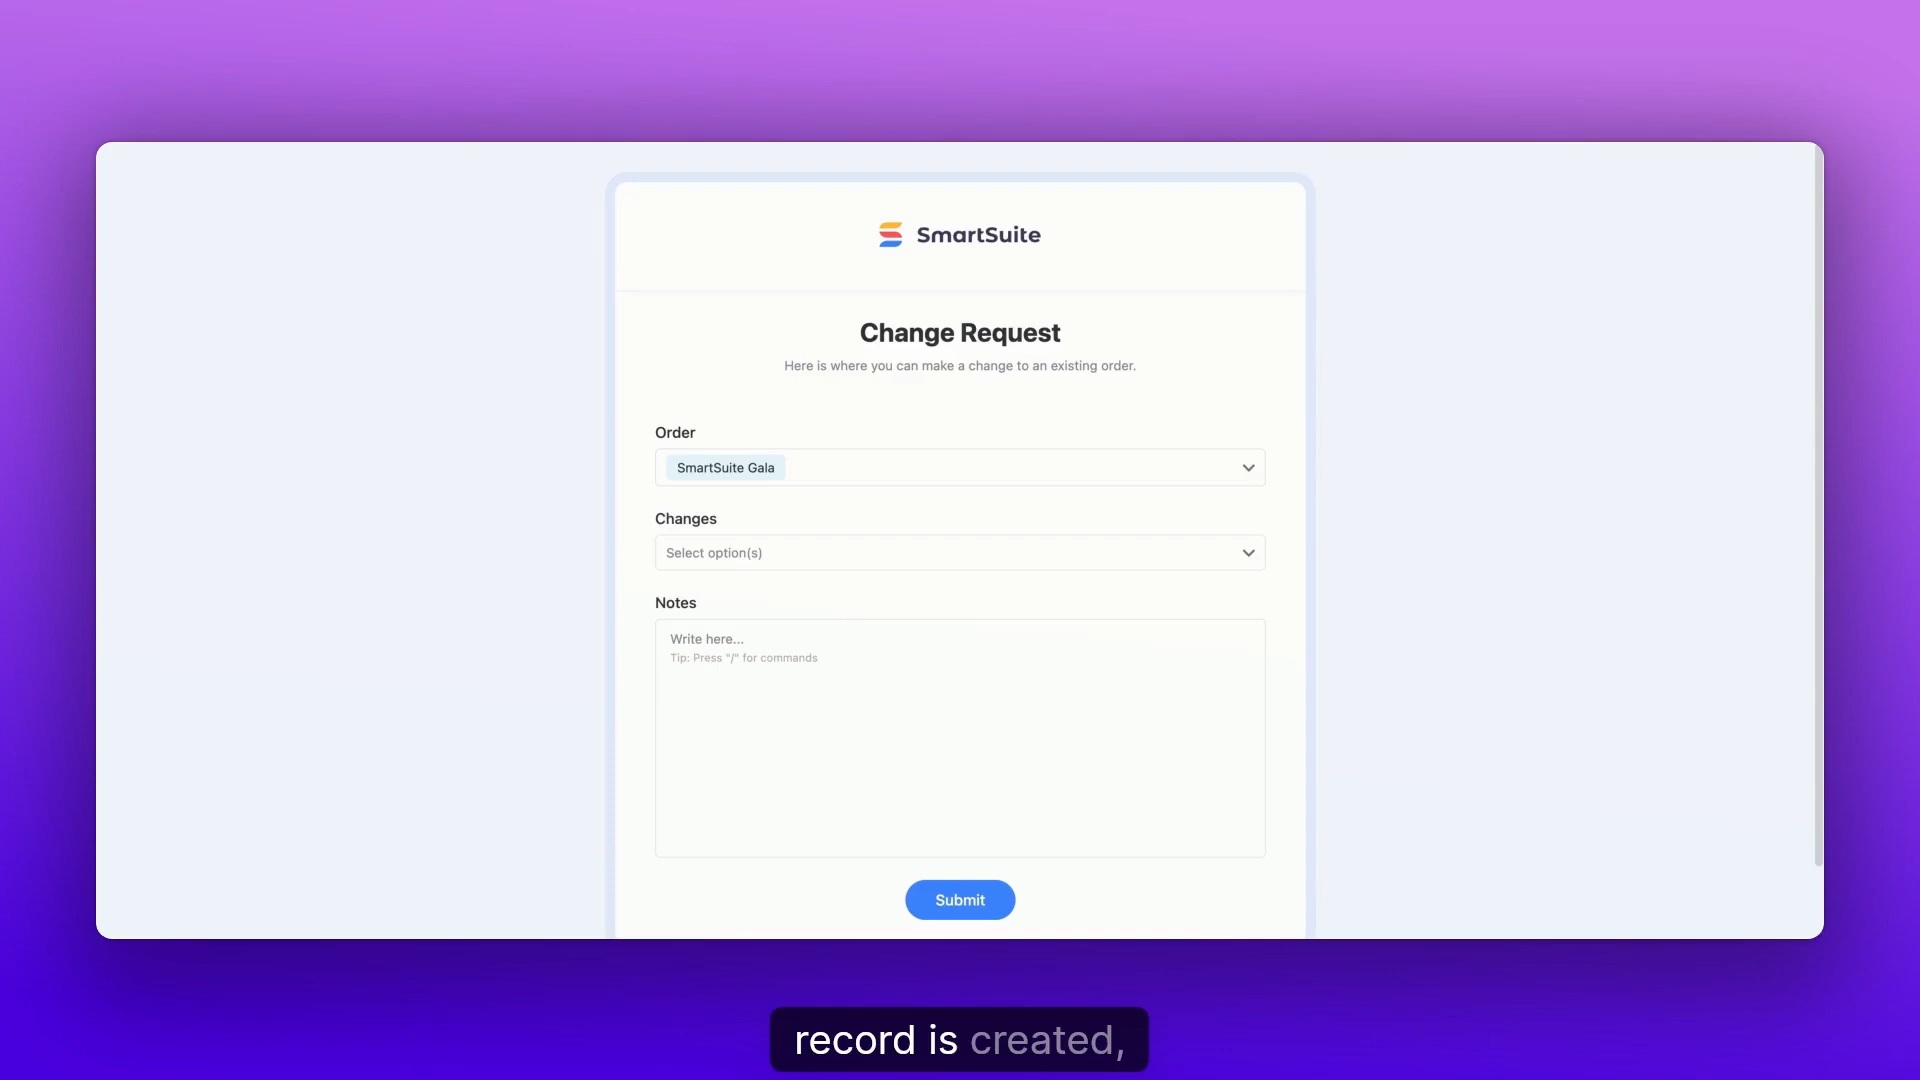 SmartSuite
Change Request
Here is where you can make a change to an existing order.
Order
SmartSuite Gala
Changes
Select option(s)
Notes
Write here...
Tip: Press "/" for commands
Submit
record is created,